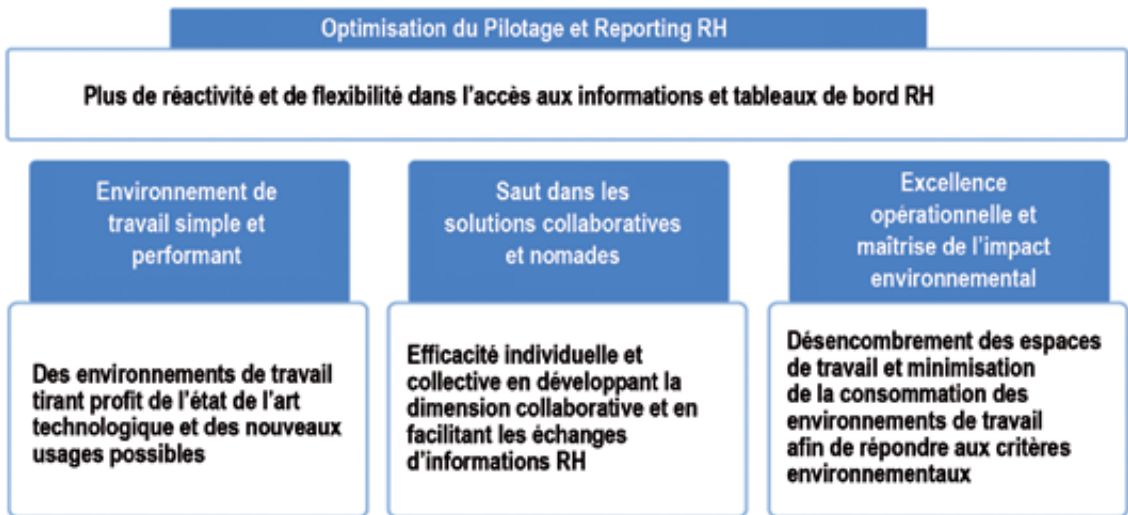 Optimisation du Pilotage et Reporting RH
Plus de réactivité et de flexibilité dans l'accès aux informations et tableaux de bord RH
Environnement de
travail simple et
performant
Des environnements de travail
tirant profit de l'état de l'art
technologique et des nouveaux
usages possibles
Saut dans les
solutions collaboratives
et nomades
Efficacité individuelle et
collective en développant la
dimension collaborative et en
facilitant les échanges
d'informations RH
Excellence
opérationnelle et
maîtrise de l'impact
environnemental
Désencombrement des espaces
de travail et minimisation
de la consommation des
environnements de travail
afin de répondre aux critères
environnementaux